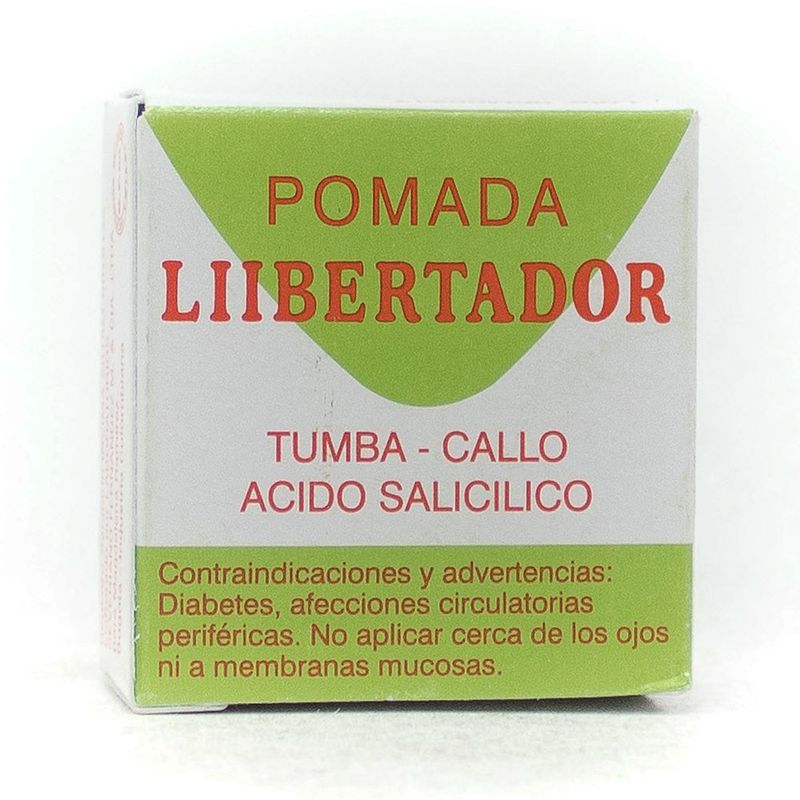 POMADA
LIIBERTADOR
TUMBA - CALLO
ACIDO SALICILICO
Contraindicaciones y advertencias:
Diabetes, afecciones circulatorias
periféricas. No aplicar cerca de los ojos
ni a membranas mucosas.